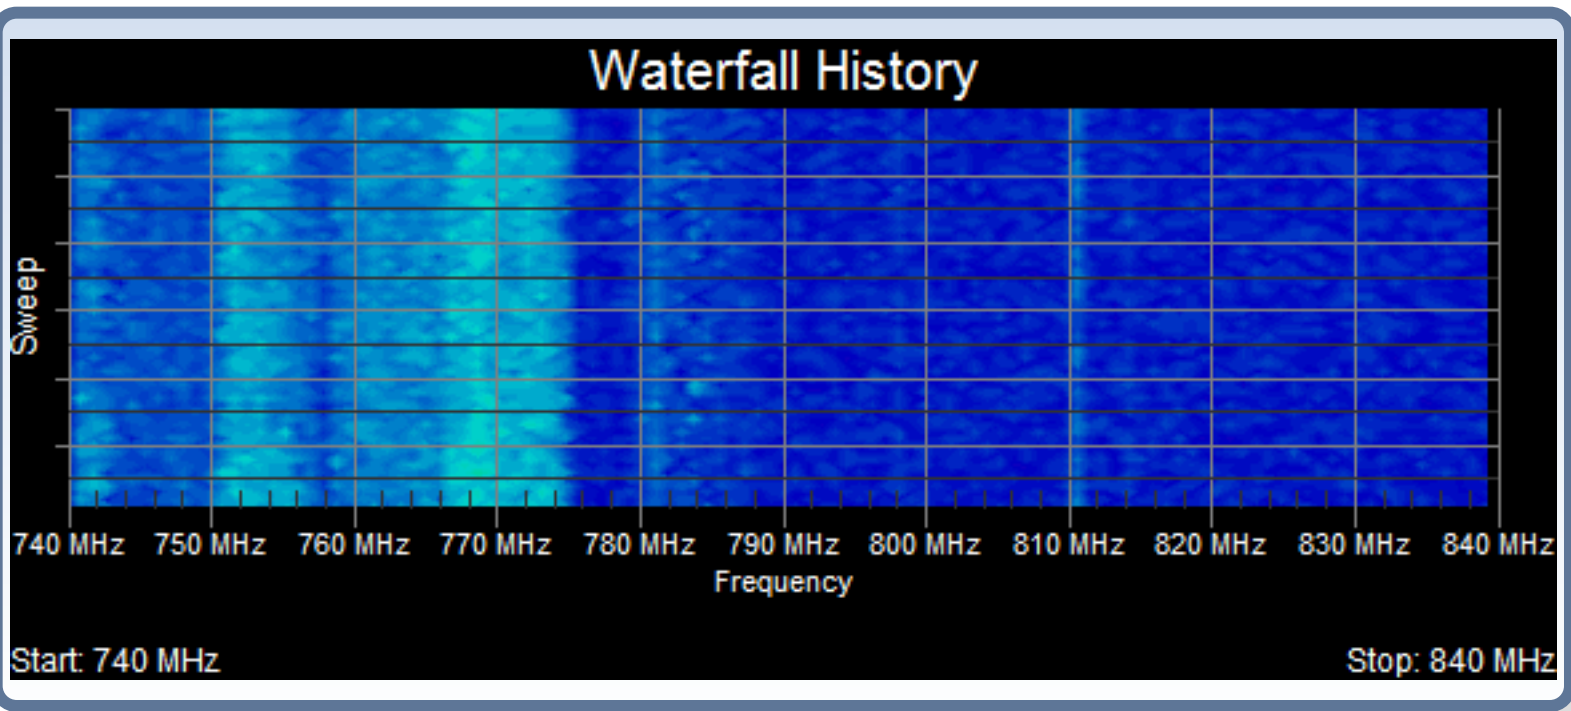 Waterfall History
Sweep
740 MHz 750 MHz 760 MHz 770 MHz 780 MHz 790 MHz 800 MHz 810 MHz 820 MHz 830 MHz 840 MHz
Frequency
Start: 740 MHz Stop: 840 MHz